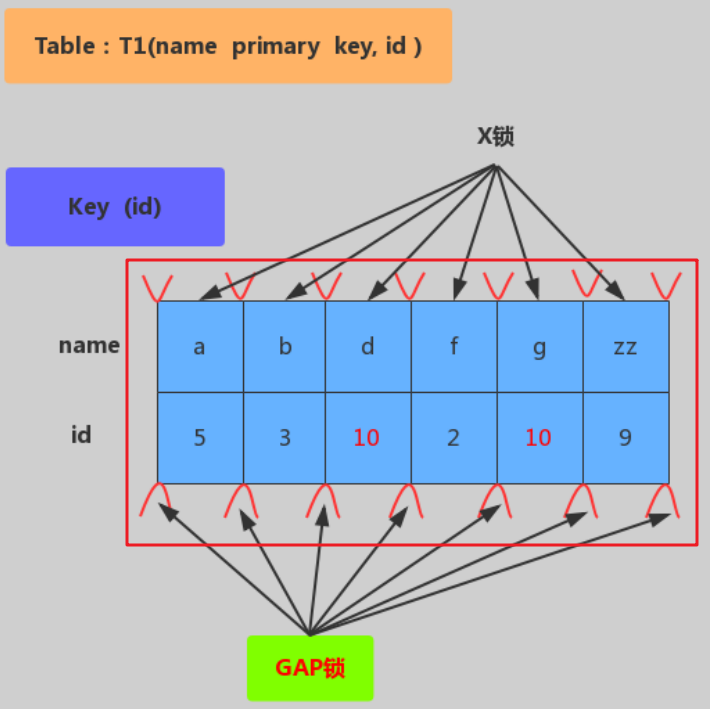 Table：T1(name primary key, id )
X锁
Key (id)
name a b d f g zz
id 5 3 10 2 10 9
GAP锁